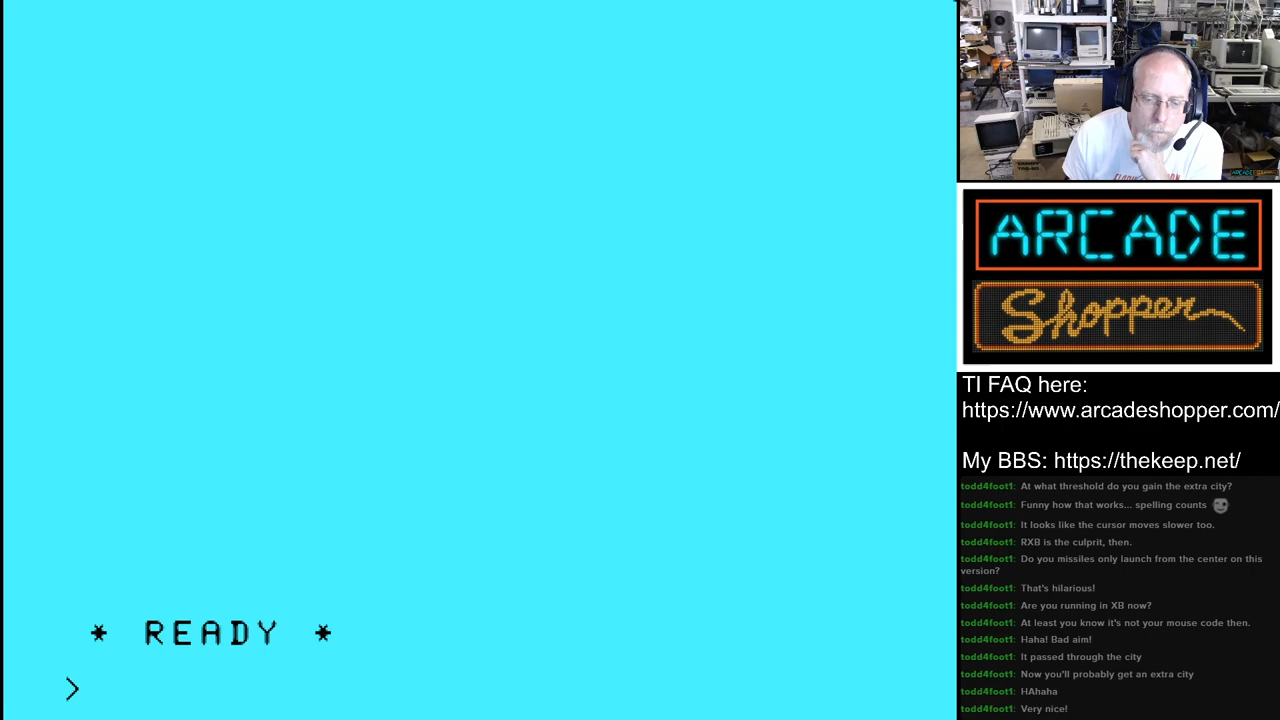 * READY *
>
ARCADE
Shopper
TI FAQ here:
https://www.arcadeshopper.com/
My BBS: https://thekeep.net/
todd4foot1: At what threshold do you gain the extra city?
todd4foot1: Funny how that works... spelling counts
todd4foot1: It looks like the cursor moves slower too.
todd4foot1: RXB is the culprit, then.
todd4foot1: Do you missiles only launch from the center on this
version?
todd4foot1: That's hilarious!
todd4foot1: Are you running in XB now?
todd4foot1: At least you know it's not your mouse code then.
todd4foot1: Haha! Bad aim!
todd4foot1: It passed through the city
todd4foot1: Now you'll probably get an extra city
todd4foot1: HAhaha
todd4foot1: Very nice!